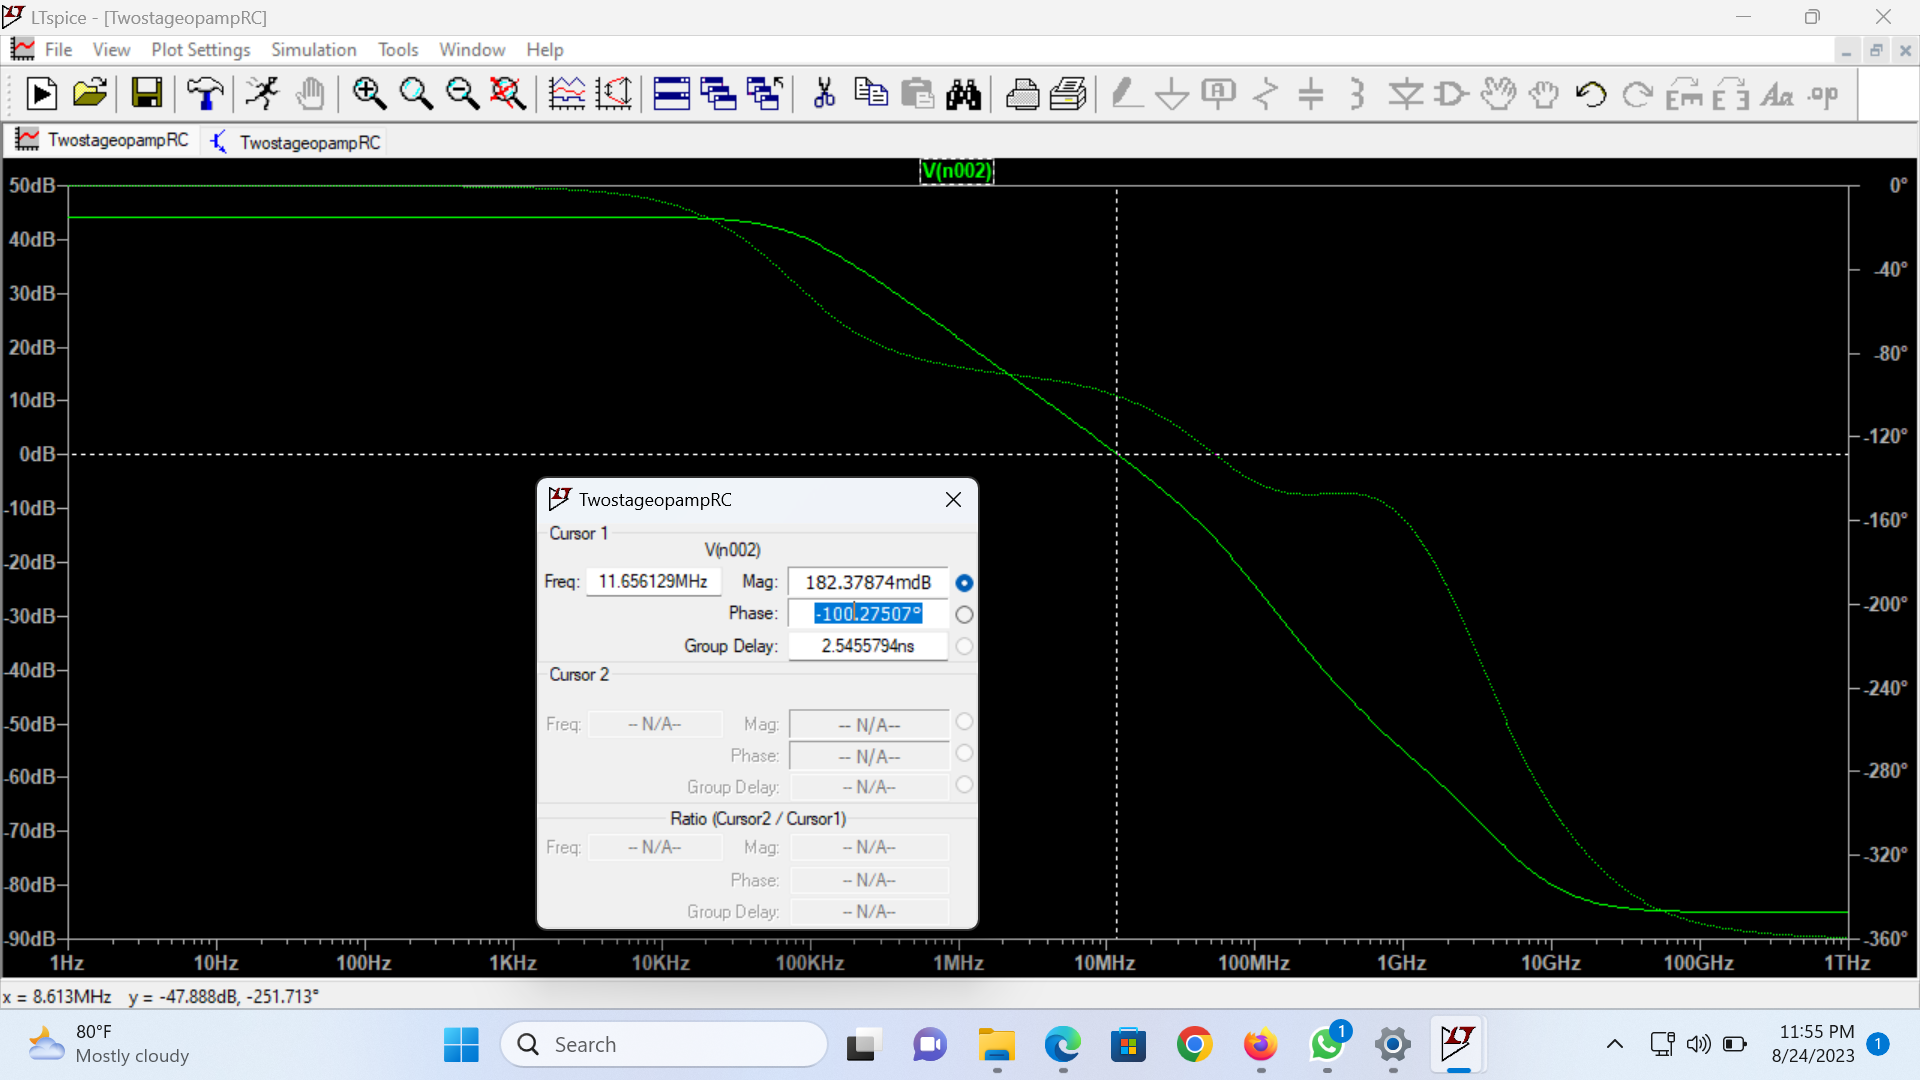 LTspice - [TwostageopampRC]
File View Plot Settings Simulation Tools Window Help
Aa .op
TwostageopampRC TwostageopampRC
V(n002)
50dB
40dB
30dB
20dB
10dB
0dB
-10dB
-20dB
-30dB
-40dB
-50dB
-60dB
-70dB
-80dB
-90dB
0°
-40°
-80°
-120°
-160°
-200°
-240°
-280°
-320°
-360°
1Hz 10Hz 100Hz 1KHz 10KHz 100KHz 1MHz 10MHz 100MHz 1GHz 10GHz 100GHz 1THz
TwostageopampRC
Cursor 1
V(n002)
Freq: 11.656129MHz Mag: 182.37874mdB
Phase: -100.27507°
Group Delay: 2.5455794ns
Cursor 2
Freq: -- N/A-- Mag: -- N/A--
Phase: -- N/A--
Group Delay: -- N/A--
Ratio (Cursor2 / Cursor1)
Freq: -- N/A-- Mag: -- N/A--
Phase: -- N/A--
Group Delay: -- N/A--
x = 8.613MHz y = -47.888dB, -251.713°
80°F
Mostly cloudy
Search
1
11:55 PM
8/24/2023
1